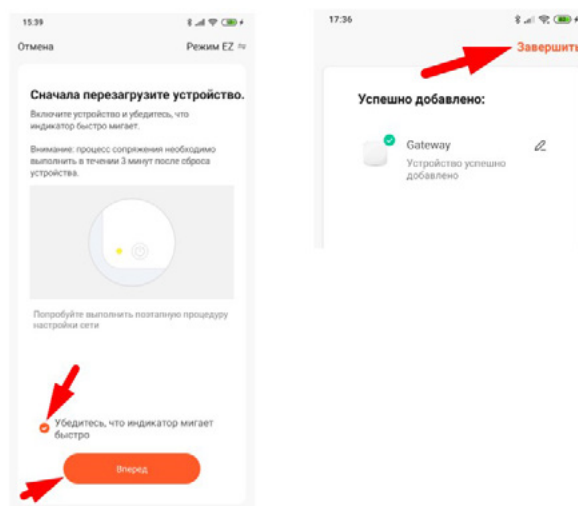 15:39
Отмена
Режим EZ
Сначала перезагрузите устройство.
Включите устройство и убедитесь, что
индикатор быстро мигает.
Внимание: процесс сопряжения необходимо
выполнить в течении 3 минут после сброса
устройства.
Попробуйте выполнить поэтапную процедуру
настройки сети
Убедитесь, что индикатор мигает
быстро
Вперед
17:36
Завершить
Успешно добавлено:
Gateway
Устройство успешно
добавлено